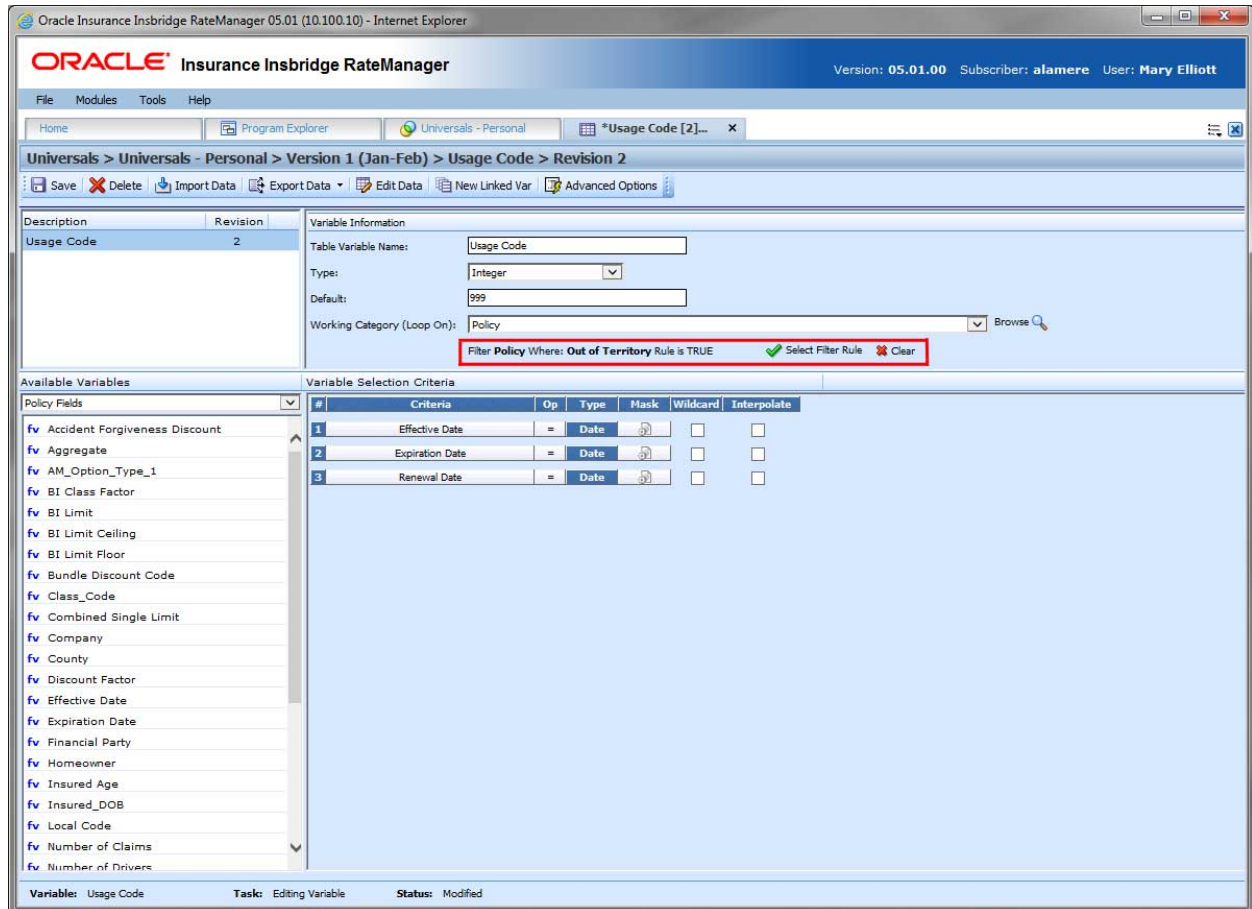 Oracle Insurance Insbridge RateManager 05.01 (10.100.10) - Internet Explorer
ORACLE® Insurance Insbridge RateManager
Version: 05.01.00 Subscriber: alamere User: Mary Elliott
File Modules Tools Help
Home Program Explorer Universals - Personal *Usage Code [2]... x
Universals > Universals - Personal > Version 1 (Jan-Feb) > Usage Code > Revision 2
Save Delete Import Data Export Data Edit Data New Linked Var Advanced Options
Description Revision
Usage Code 2
Variable Information
Table Variable Name: Usage Code
Type: Integer
Default: 999
Working Category (Loop On): Policy Browse
Filter Policy Where: Out of Territory Rule is TRUE Select Filter Rule Clear
Available Variables
Policy Fields
fv Accident Forgiveness Discount
fv Aggregate
fv AM_Option_Type_1
fv BI Class Factor
fv BI Limit
fv BI Limit Ceiling
fv BI Limit Floor
fv Bundle Discount Code
fv Class_Code
fv Combined Single Limit
fv Company
fv County
fv Discount Factor
fv Effective Date
fv Expiration Date
fv Financial Party
fv Homeowner
fv Insured Age
fv Insured_DOB
fv Local Code
fv Number of Claims
fv Number of Drivers
Variable Selection Criteria
# Criteria Op Type Mask Wildcard Interpolate
1 Effective Date = Date
2 Expiration Date = Date
3 Renewal Date = Date
Variable: Usage Code Task: Editing Variable Status: Modified